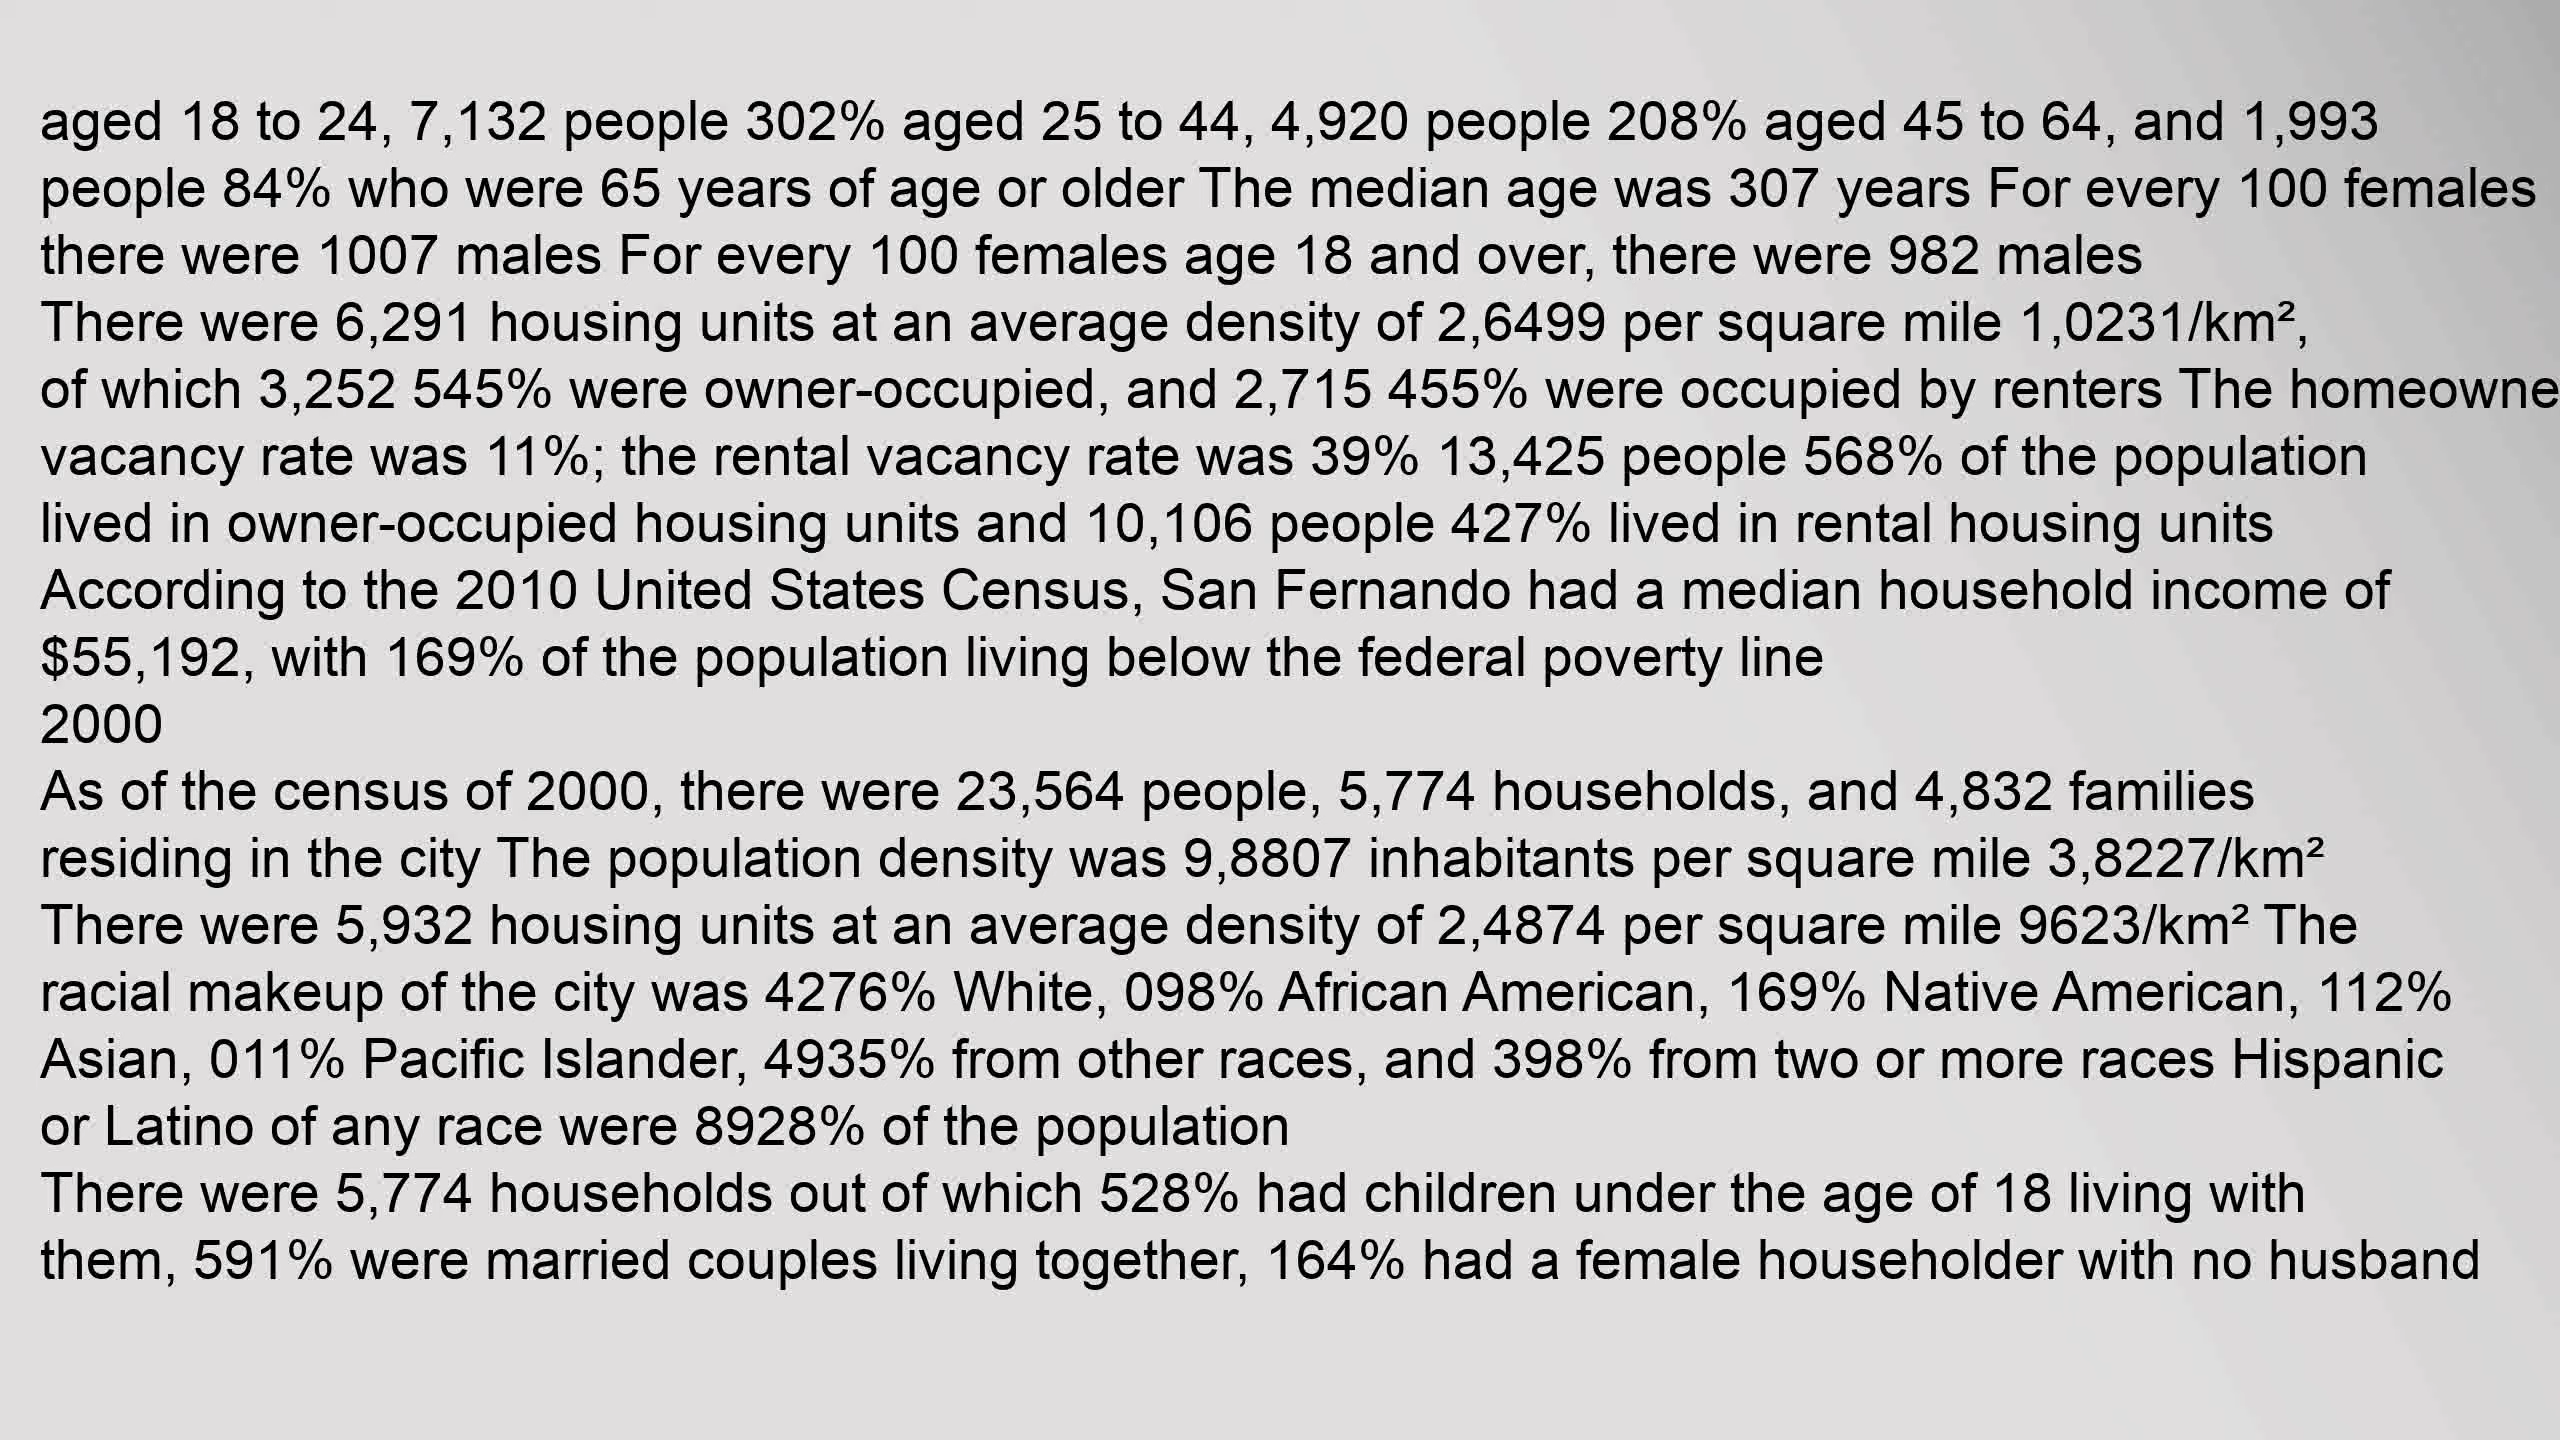 aged 18 to 24, 7,132 people 302% aged 25 to 44, 4,920 people 208% aged 45 to 64, and 1,993
people 84% who were 65 years of age or older The median age was 307 years For every 100 females
there were 1007 males For every 100 females age 18 and over, there were 982 males
There were 6,291 housing units at an average density of 2,6499 per square mile 1,0231/km²,
of which 3,252 545% were owner-occupied, and 2,715 455% were occupied by renters The homeowne
vacancy rate was 11%; the rental vacancy rate was 39% 13,425 people 568% of the population
lived in owner-occupied housing units and 10,106 people 427% lived in rental housing units
According to the 2010 United States Census, San Fernando had a median household income of
$55,192, with 169% of the population living below the federal poverty line
2000
As of the census of 2000, there were 23,564 people, 5,774 households, and 4,832 families
residing in the city The population density was 9,8807 inhabitants per square mile 3,8227/km²
There were 5,932 housing units at an average density of 2,4874 per square mile 9623/km² The
racial makeup of the city was 4276% White, 098% African American, 169% Native American, 112%
Asian, 011% Pacific Islander, 4935% from other races, and 398% from two or more races Hispanic
or Latino of any race were 8928% of the population
There were 5,774 households out of which 528% had children under the age of 18 living with
them, 591% were married couples living together, 164% had a female householder with no husband